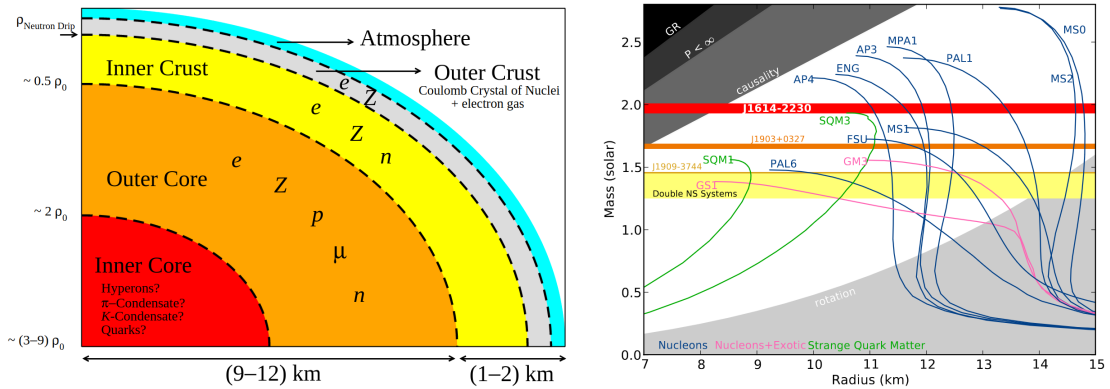 ρNeutron Drip
~ 0.5 ρ0
~ 2 ρ0
~ (3–9) ρ0
Atmosphere
Outer Crust
Coulomb Crystal of Nuclei
+ electron gas
Inner Crust
e
Z
e
Z
n
Outer Core
e
Z
p
μ
n
Inner Core
Hyperons?
π–Condensate?
K-Condensate?
Quarks?
(9–12) km
(1–2) km
Mass (solar)
2.5
2.0
1.5
1.0
0.5
0.0
GR
P < ∞
causality
rotation
AP4
ENG
AP3
MPA1
PAL1
MS0
MS2
J1614-2230
SQM3
FSU
MS1
J1903+0327
J1909-3744
SQM1
PAL6
GM3
GS1
Double NS Systems
Nucleons Nucleons+Exotic Strange Quark Matter
7 8 9 10 11 12 13 14 15
Radius (km)